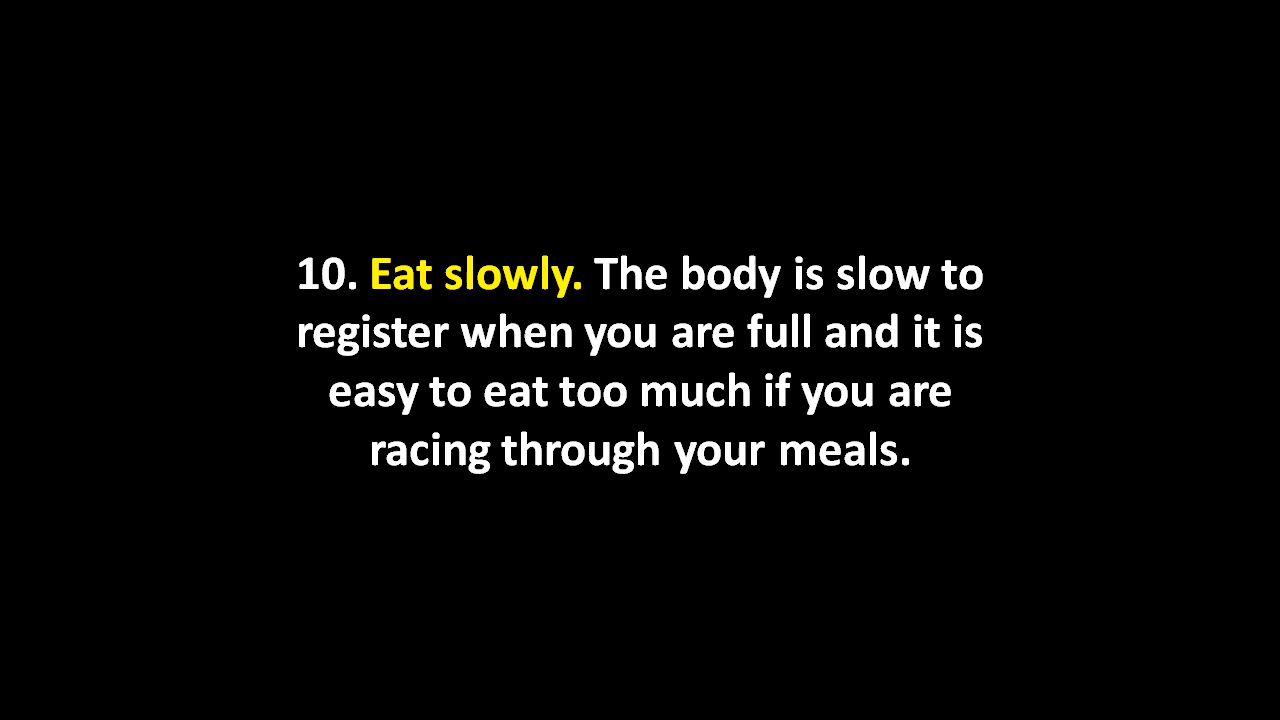 10. Eat slowly. The body is slow to
register when you are full and it is
easy to eat too much if you are
racing through your meals.